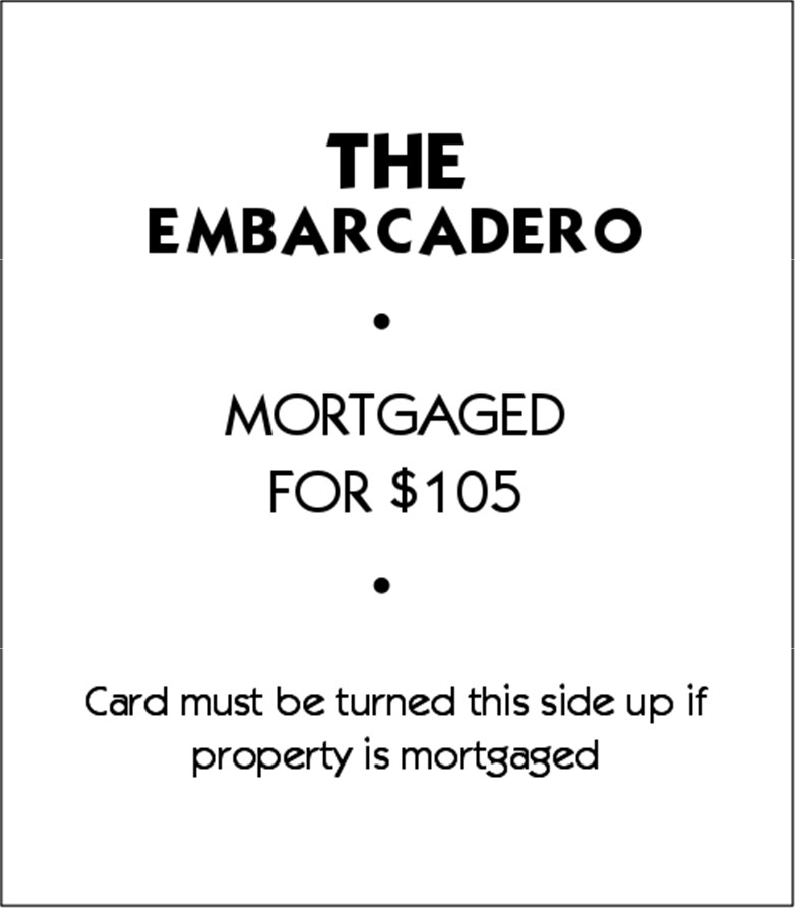 THE
EMBARCADERO
•
MORTGAGED
FOR $105
•
Card must be turned this side up if
property is mortgaged